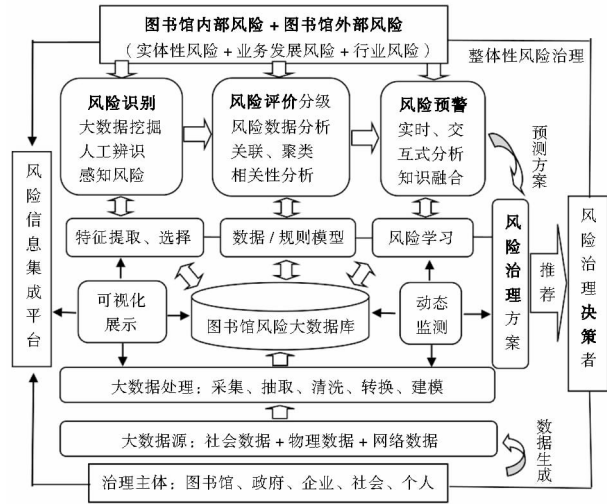 图书馆内部风险 + 图书馆外部风险
（实体性风险 + 业务发展风险 + 行业风险）
整体性风险治理
风险识别
大数据挖掘
人工辨识
感知风险
风险评价分级
风险数据分析
关联、聚类
相关性分析
风险预警
实时、交
互式分析
知识融合
预测方案
风险信息集成平台
特征提取、选择
数据 / 规则模型
风险学习
风险治理方案
推荐
风险治理决策者
可视化
展示
图书馆风险大数据库
动态
监测
大数据处理：采集、抽取、清洗、转换、建模
大数据源：社会数据 + 物理数据 + 网络数据
数据生成
治理主体：图书馆、政府、企业、社会、个人